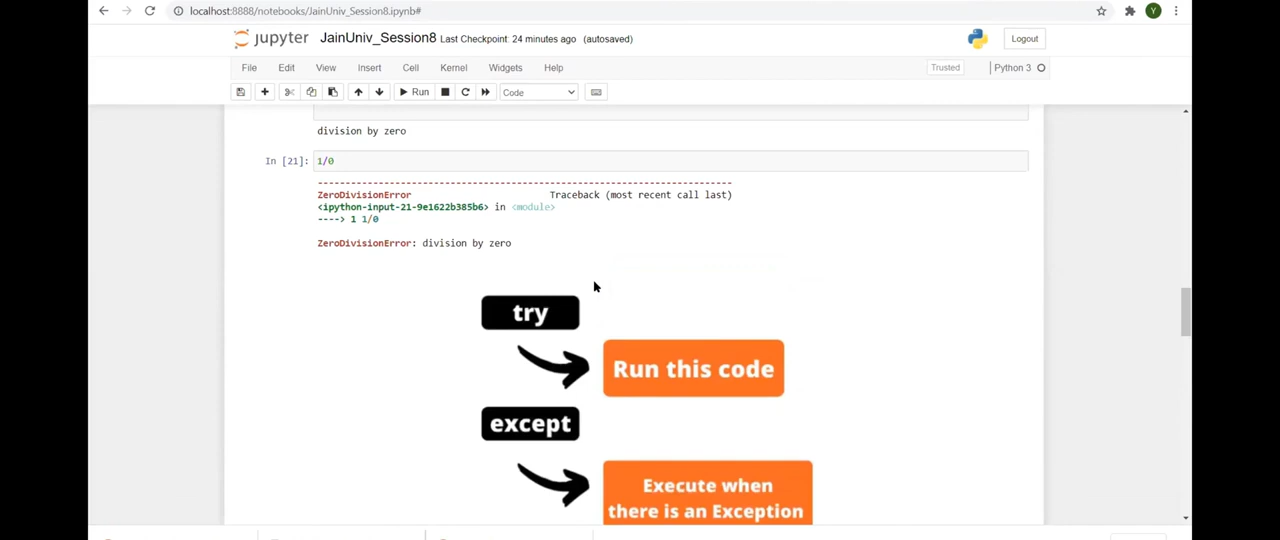 localhost:8888/notebooks/JainUniv_Session8.ipynb#
Y
jupyter JainUniv_Session8 Last Checkpoint: 24 minutes ago (autosaved)
Logout
File Edit View Insert Cell Kernel Widgets Help
Trusted Python 3
Run Code
division by zero
In [21]: 1/0
---------------------------------------------------------------------------
ZeroDivisionError Traceback (most recent call last)
<ipython-input-21-9e1622b385b6> in <module>
----> 1 1/0
ZeroDivisionError: division by zero
try
Run this code
except
Execute when
there is an Exception